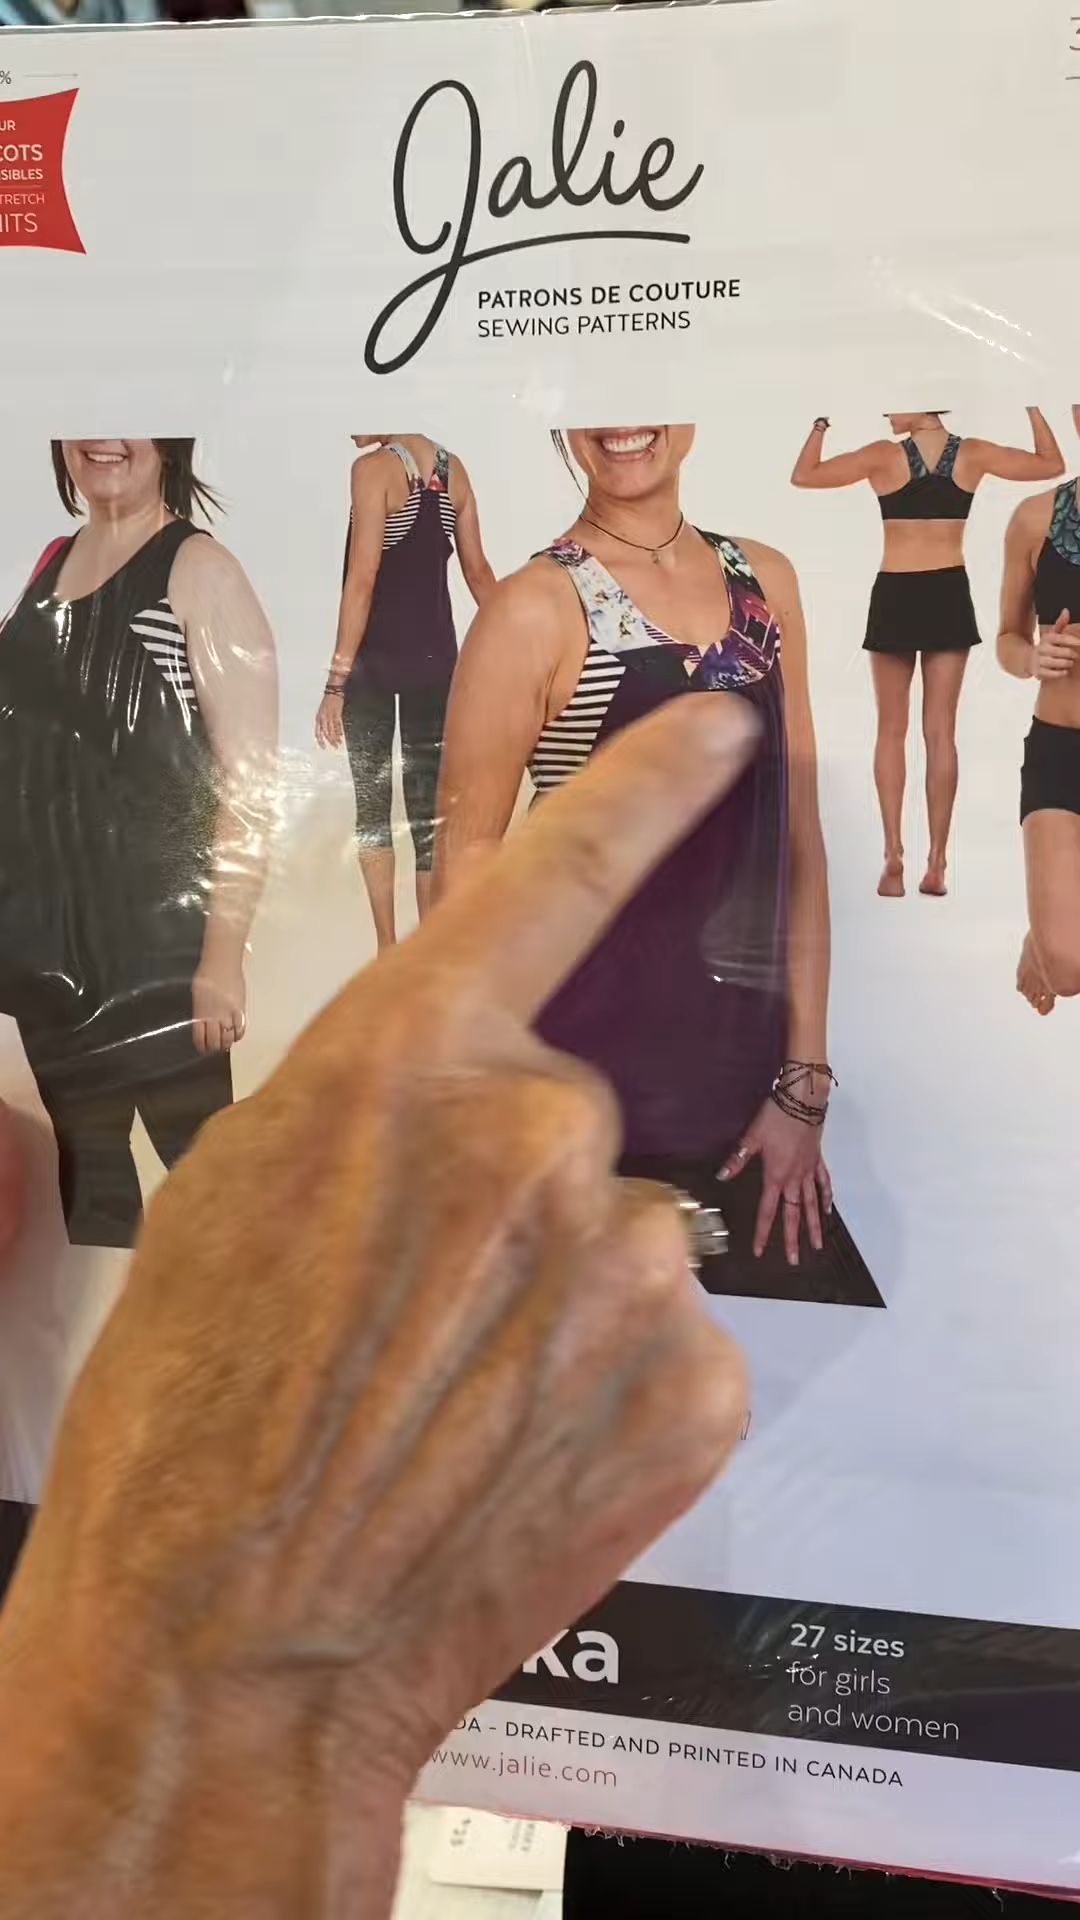 %
UR
COTS
SIBLES
TRETCH
ITS
Jalie
PATRONS DE COUTURE
SEWING PATTERNS
ka
27 sizes
for girls
and women
DA - DRAFTED AND PRINTED IN CANADA
www.jalie.com